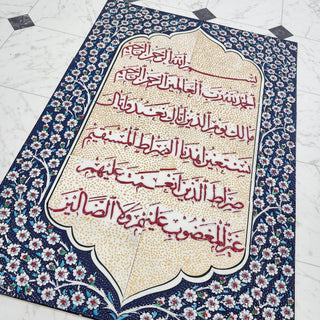 بسم الله الرحمن الرحيم
الحمد لله رب العالمين الرحمن الرحيم
مالك يوم الدين إياك نعبد وإياك
نستعين اهدنا الصراط المستقيم
صراط الذين أنعمت عليهم
غير المغضوب عليهم ولا الضالين